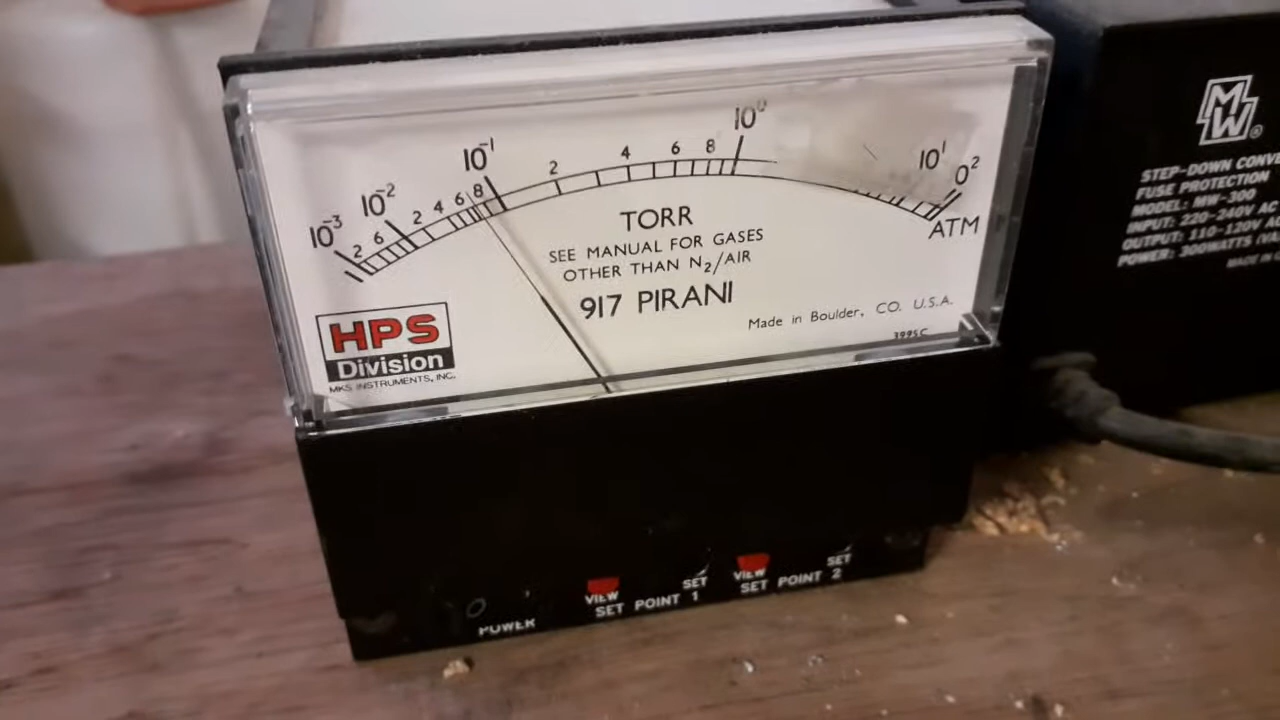 10⁻³ 2 6 10⁻² 2 4 6 8 10⁻¹ 2 4 6 8 10⁰ 10¹ 0²
ATM
TORR
SEE MANUAL FOR GASES
OTHER THAN N₂/AIR
917 PIRANI
Made in Boulder, CO. U.S.A.
HPS
Division
MKS INSTRUMENTS, INC.
POWER
VIEW SET
SET POINT 1
VIEW SET
SET POINT 2
MW®
STEP-DOWN CONVE
FUSE PROTECTION
MODEL: MW-300
INPUT: 220-240V AC
OUTPUT: 110-120V A
POWER: 300WATTS
MADE IN